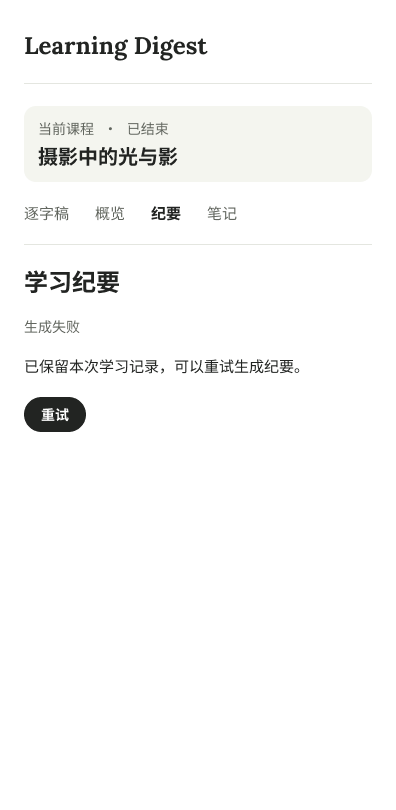 Learning Digest
当前课程 • 已结束
摄影中的光与影
逐字稿 概览 纪要 笔记
学习纪要
生成失败
已保留本次学习记录，可以重试生成纪要。
重试